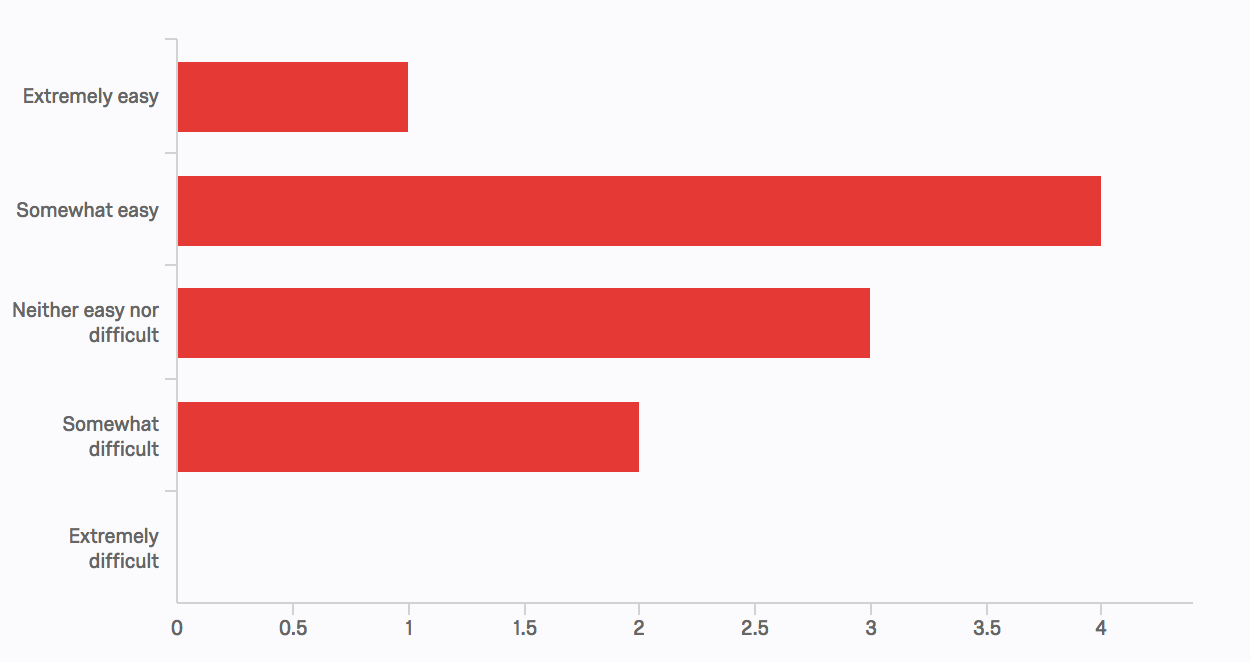 Extremely easy
Somewhat easy
Neither easy nor
difficult
Somewhat
difficult
Extremely
difficult
0 0.5 1 1.5 2 2.5 3 3.5 4